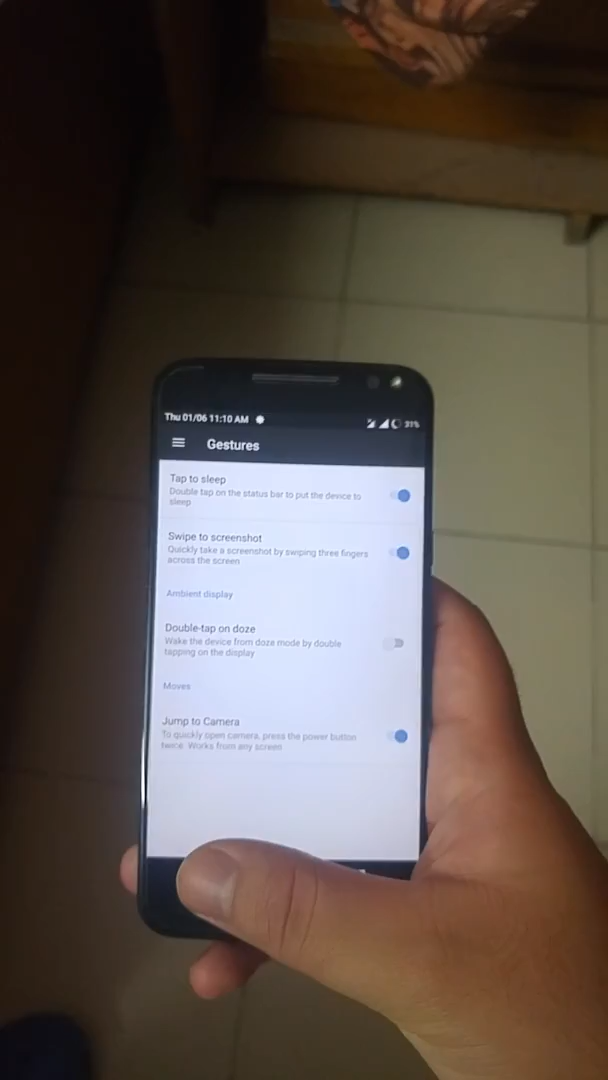 Thu 01/06 11:10 AM
31%
Gestures
Tap to sleep
Double tap on the status bar to put the device to
sleep
Swipe to screenshot
Quickly take a screenshot by swiping three fingers
across the screen
Ambient display
Double-tap on doze
Wake the device from doze mode by double
tapping on the display
Moves
Jump to Camera
To quickly open camera, press the power button
twice. Works from any screen